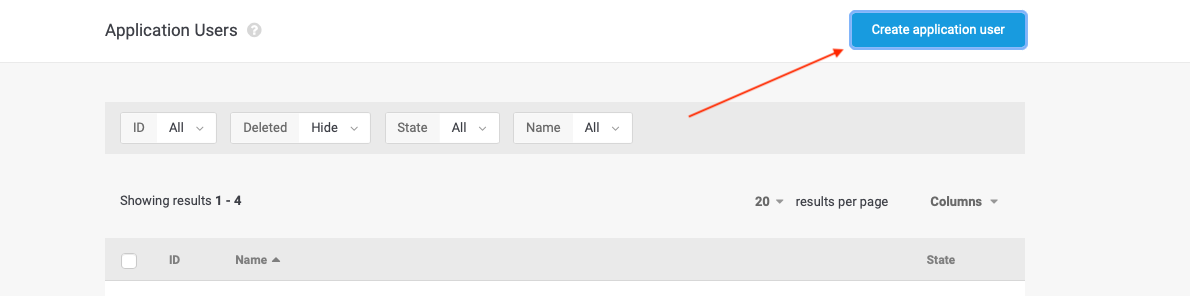 Application Users ?
Create application user
ID All Deleted Hide State All Name All
Showing results 1 - 4
20 results per page Columns
ID Name State